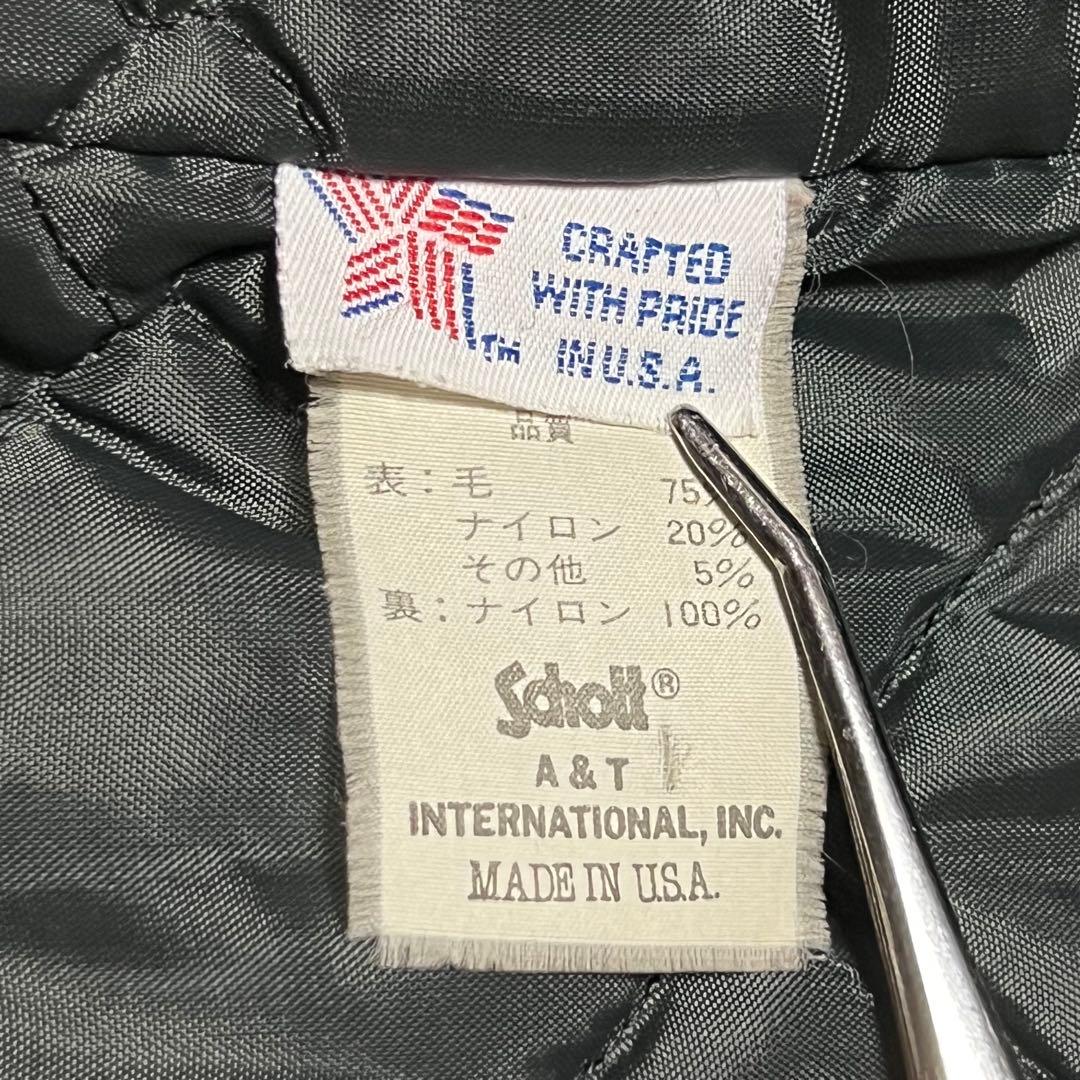 CRAFTED
WITH PRIDE
IN U.S.A.
TM
品質
表:毛 75%
ナイロン 20%
その他 5%
裏:ナイロン 100%
Schott®
A & T
INTERNATIONAL, INC.
MADE IN U.S.A.